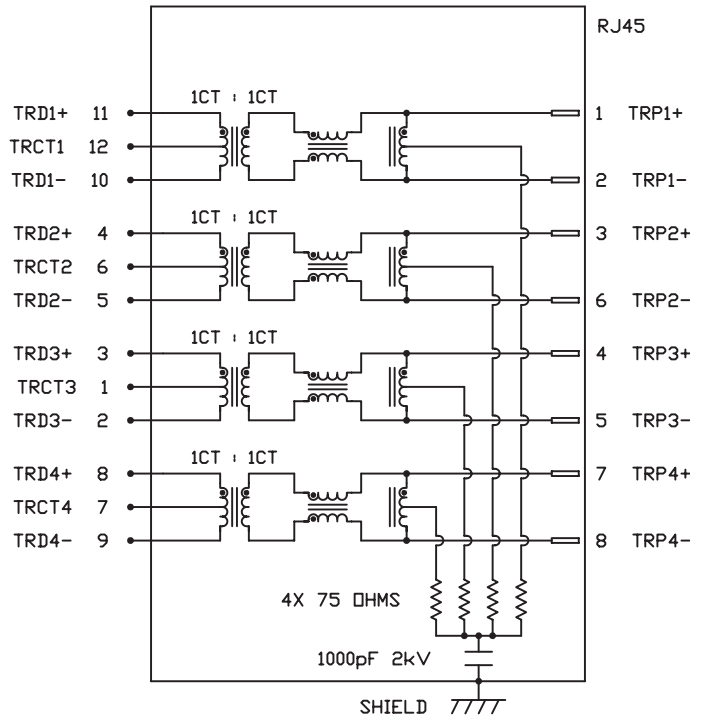 RJ45
1CT : 1CT
TRD1+ 11 1 TRP1+
TRCT1 12
TRD1- 10 2 TRP1-
1CT : 1CT
TRD2+ 4 3 TRP2+
TRCT2 6
TRD2- 5 6 TRP2-
1CT : 1CT
TRD3+ 3 4 TRP3+
TRCT3 1
TRD3- 2 5 TRP3-
1CT : 1CT
TRD4+ 8 7 TRP4+
TRCT4 7
TRD4- 9 8 TRP4-
4X 75 OHMS
1000pF 2kV
SHIELD